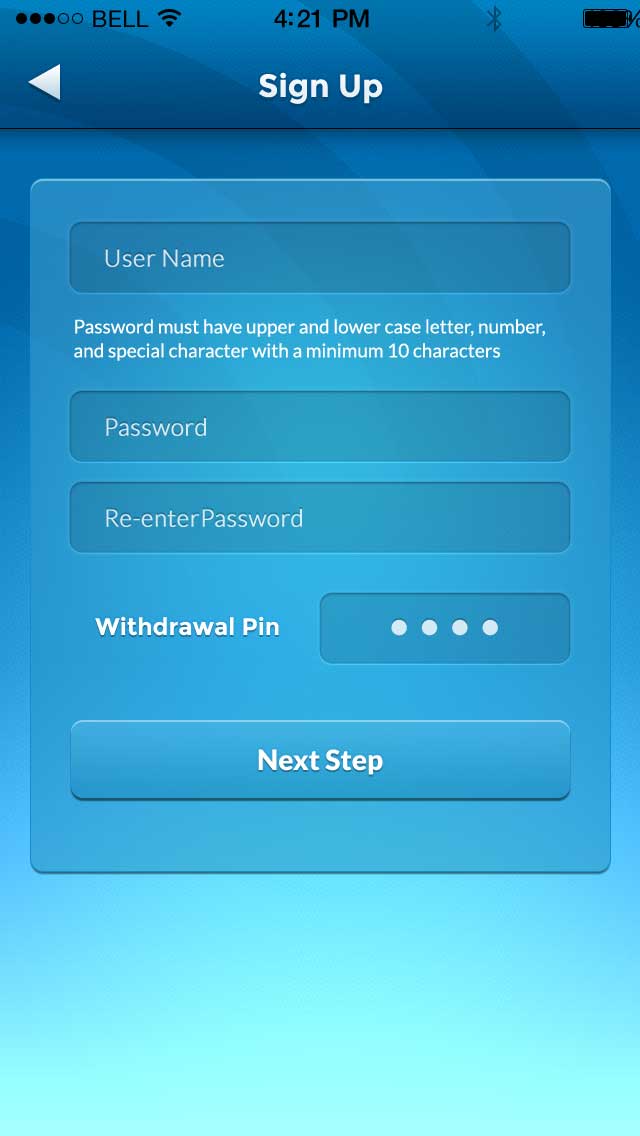 BELL 4:21 PM %
Sign Up
User Name
Password must have upper and lower case letter, number,
and special character with a minimum 10 characters
Password
Re-enterPassword
Withdrawal Pin
Next Step